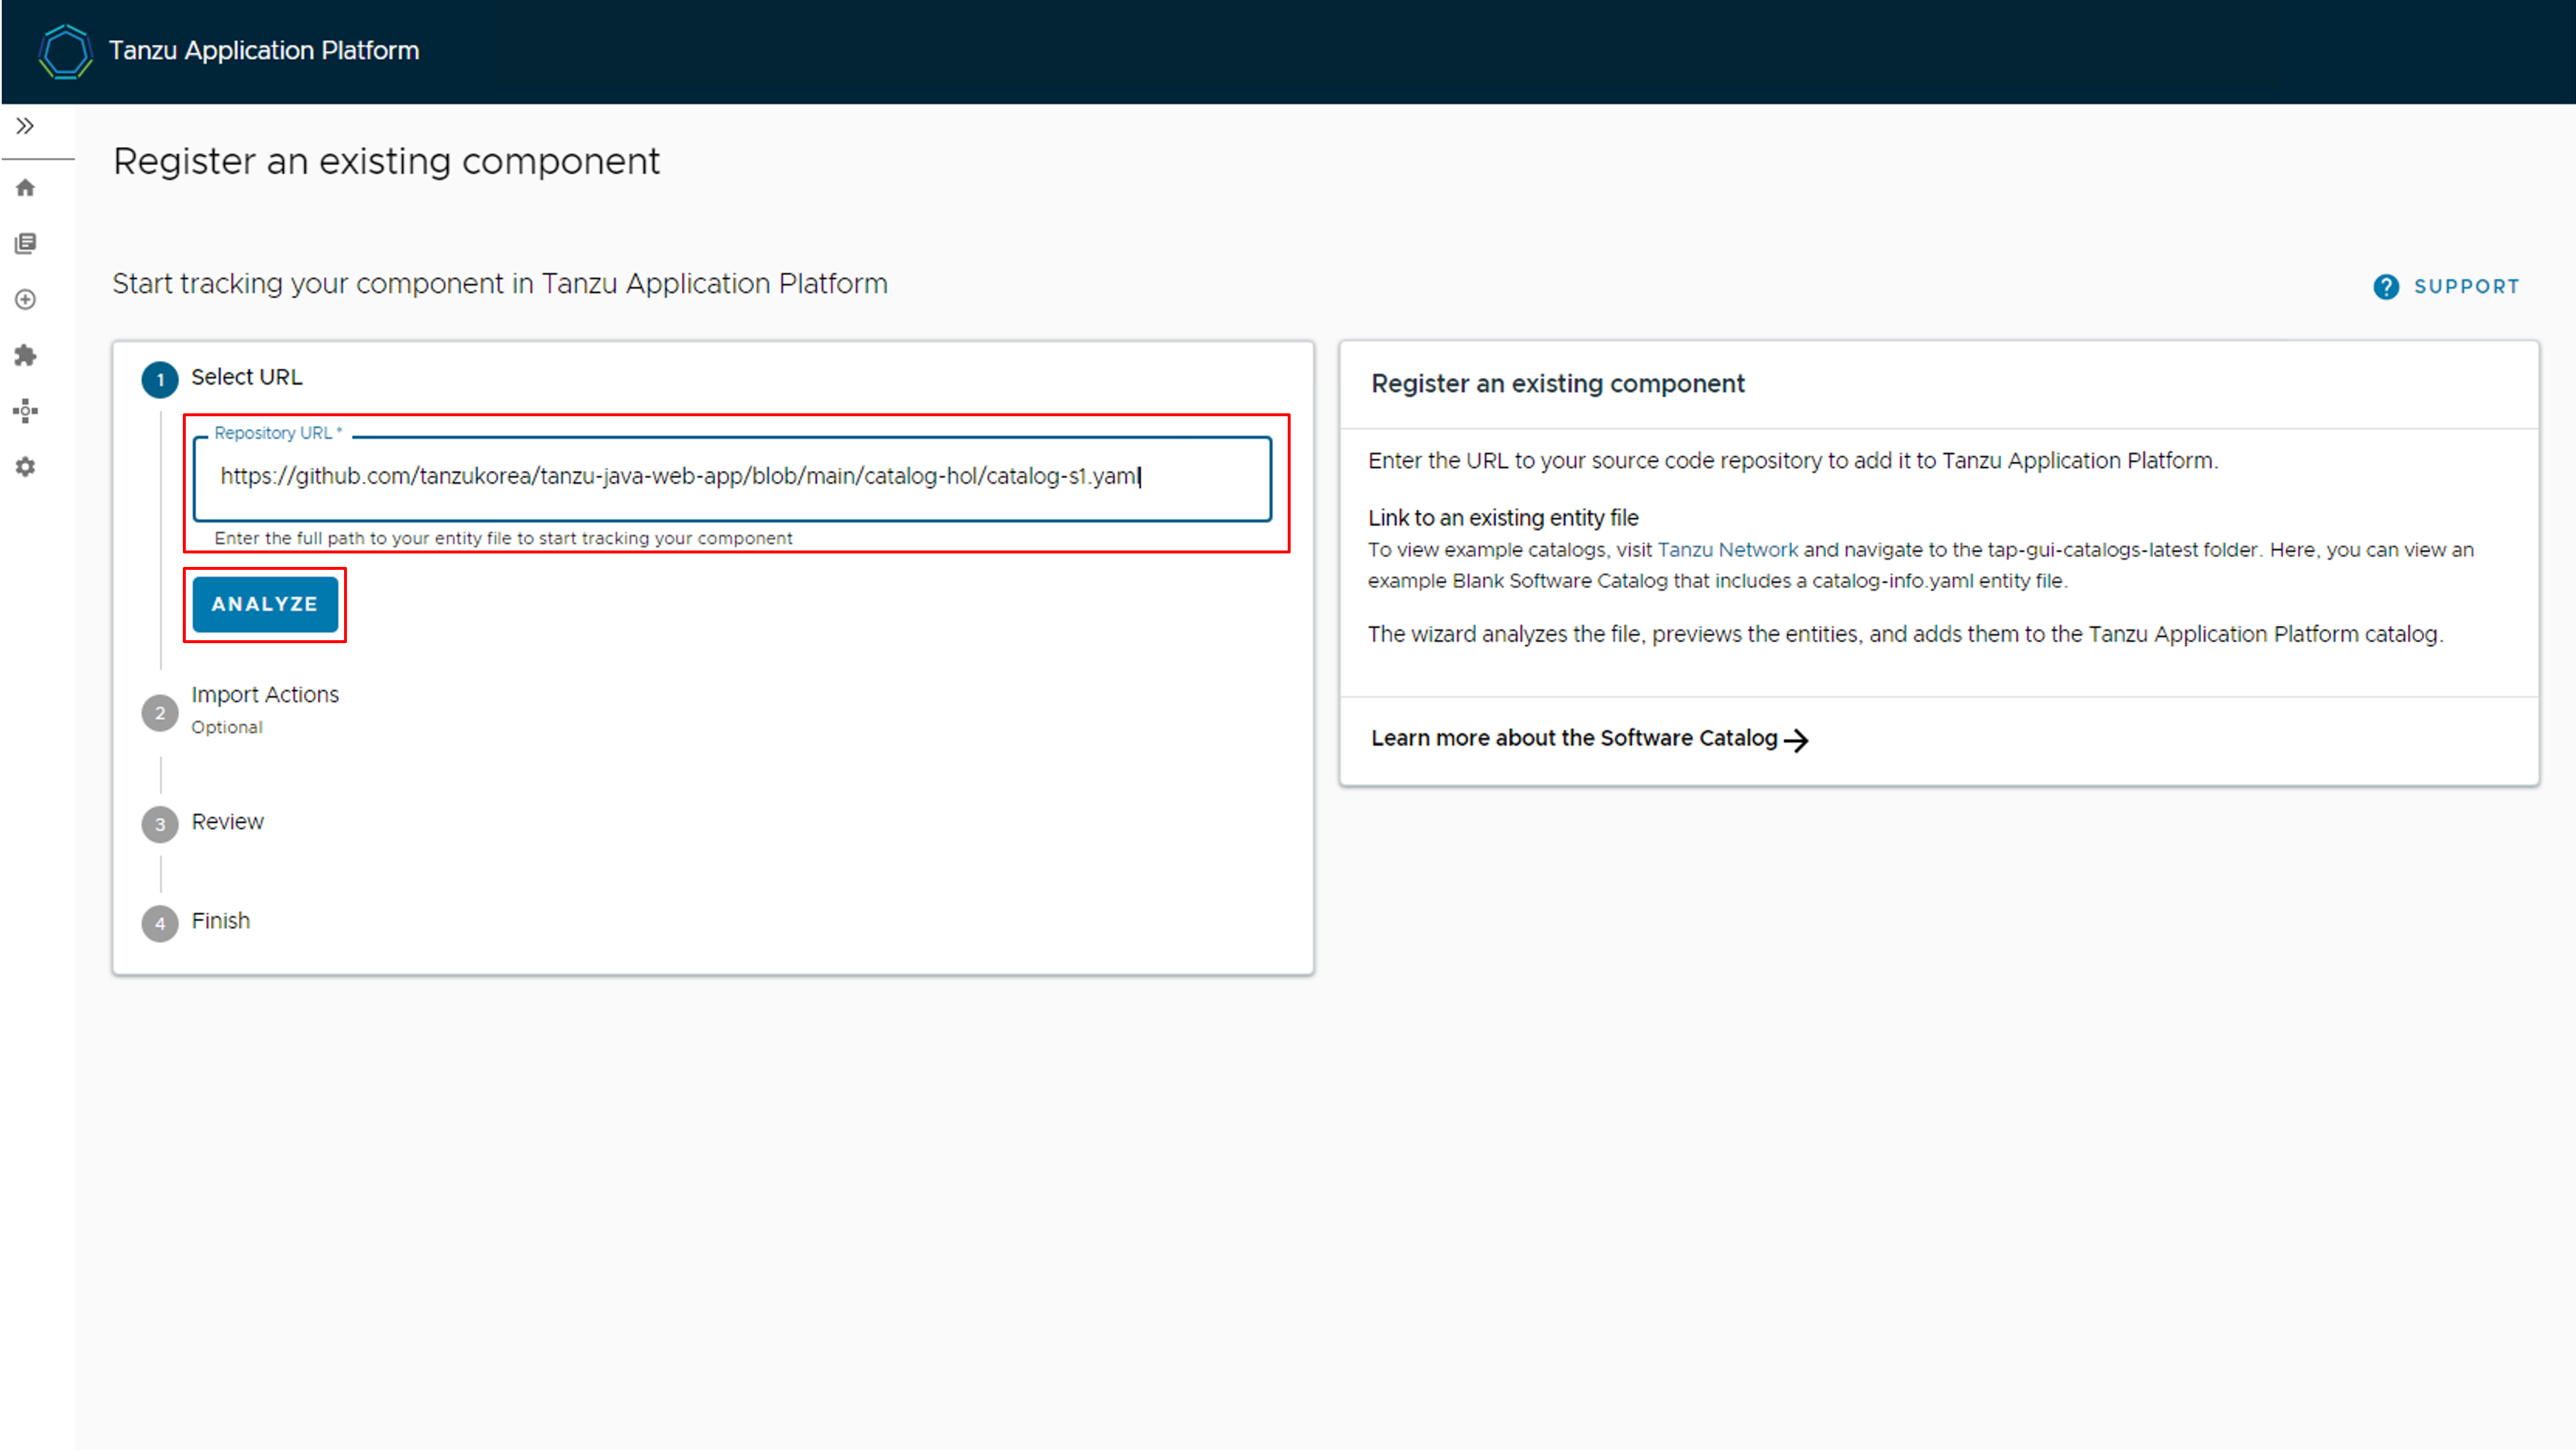 Tanzu Application Platform
Register an existing component
Start tracking your component in Tanzu Application Platform
? SUPPORT
1 Select URL
Repository URL *
https://github.com/tanzukorea/tanzu-java-web-app/blob/main/catalog-hol/catalog-s1.yaml
Enter the full path to your entity file to start tracking your component
ANALYZE
2 Import Actions
Optional
3 Review
4 Finish
Register an existing component
Enter the URL to your source code repository to add it to Tanzu Application Platform.
Link to an existing entity file
To view example catalogs, visit Tanzu Network and navigate to the tap-gui-catalogs-latest folder. Here, you can view an
example Blank Software Catalog that includes a catalog-info.yaml entity file.
The wizard analyzes the file, previews the entities, and adds them to the Tanzu Application Platform catalog.
Learn more about the Software Catalog